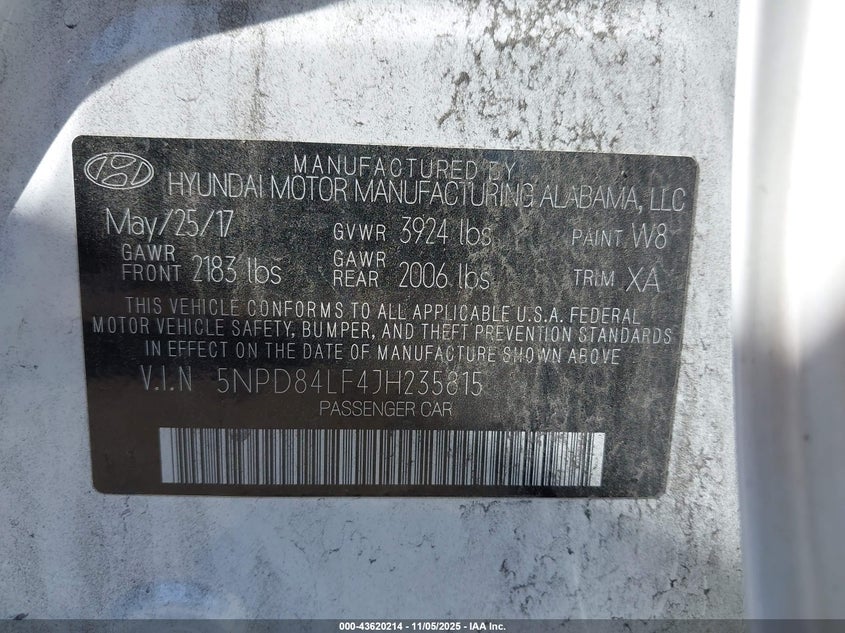 MANUFACTURED BY
HYUNDAI MOTOR MANUFACTURING ALABAMA, LLC
May/25/17 GVWR 3924 lbs PAINT W8
GAWR FRONT 2183 lbs GAWR REAR 2006 lbs TRIM XA
THIS VEHICLE CONFORMS TO ALL APPLICABLE U.S.A. FEDERAL
MOTOR VEHICLE SAFETY, BUMPER, AND THEFT PREVENTION STANDARDS
IN EFFECT ON THE DATE OF MANUFACTURE SHOWN ABOVE.
V.I.N 5NPD84LF4JH235815
PASSENGER CAR
000-43620214 - 11/05/2025 - IAA Inc.